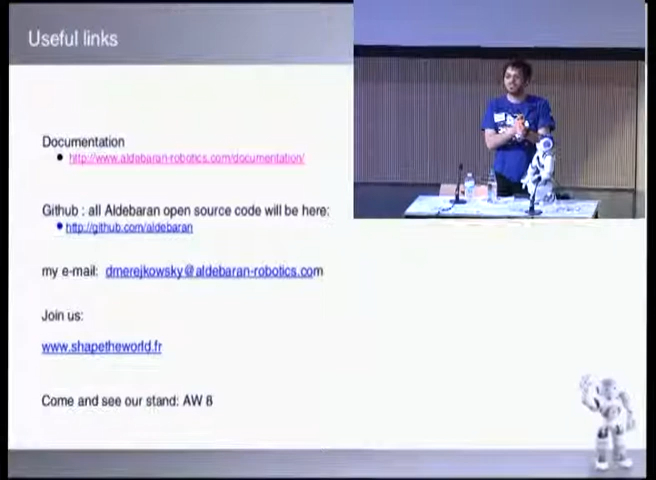 Useful links
Documentation
• http://www.aldebaran-robotics.com/documentation/
Github : all Aldebaran open source code will be here:
• http://github.com/aldebaran
my e-mail: dmerejkowsky@aldebaran-robotics.com
Join us:
www.shapetheworld.fr
Come and see our stand: AW 8